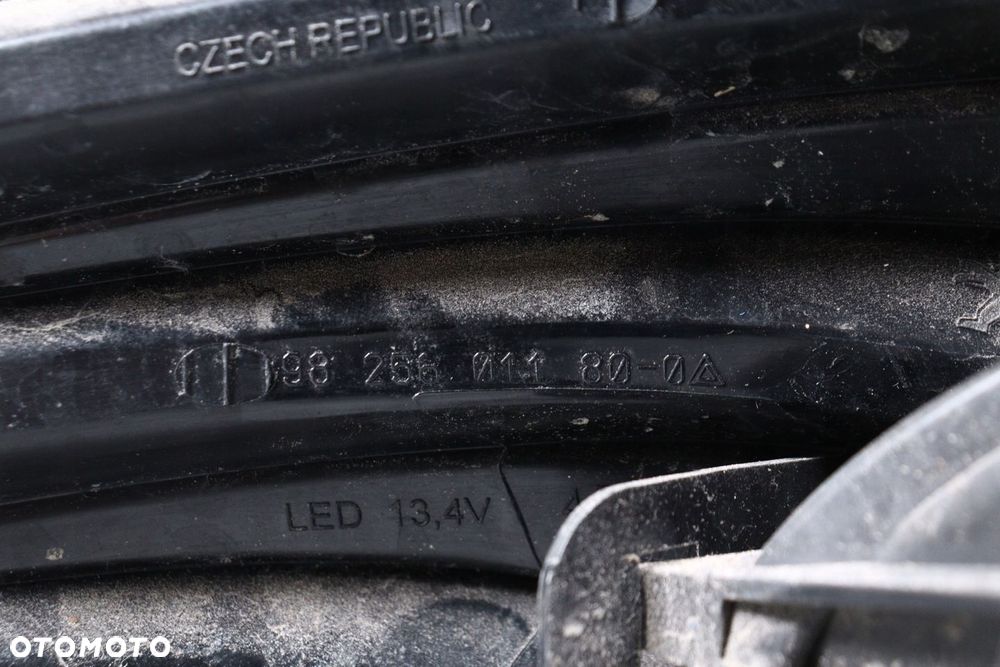 CZECH REPUBLIC
98 256 011 80-0
LED 13,4V
OTOMOTO